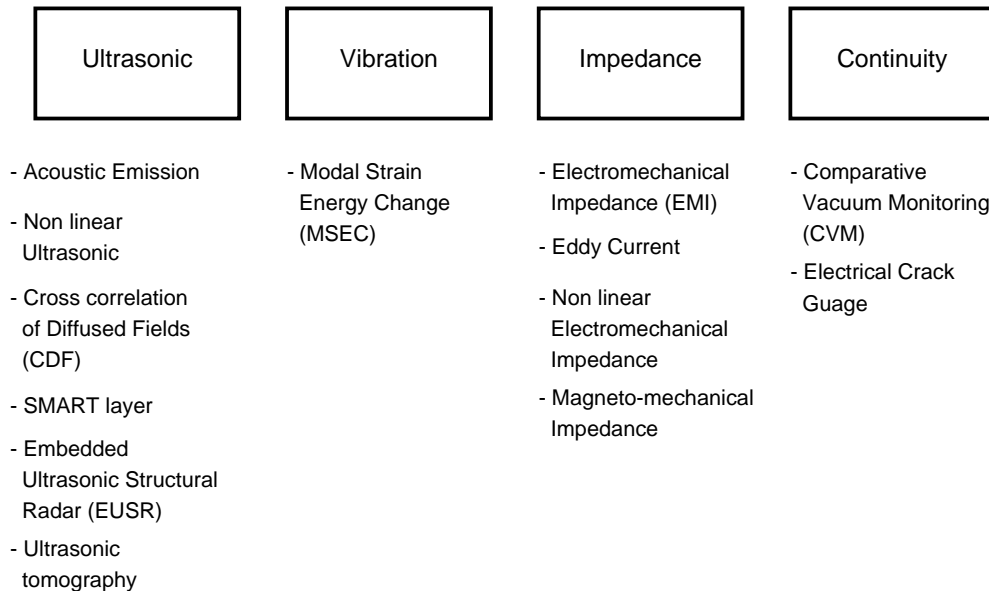 Ultrasonic
- Acoustic Emission
- Non linear
Ultrasonic
- Cross correlation
of Diffused Fields
(CDF)
- SMART layer
- Embedded
Ultrasonic Structural
Radar (EUSR)
- Ultrasonic
tomography
Vibration
- Modal Strain
Energy Change
(MSEC)
Impedance
- Electromechanical
Impedance (EMI)
- Eddy Current
- Non linear
Electromechanical
Impedance
- Magneto-mechanical
Impedance
Continuity
- Comparative
Vacuum Monitoring
(CVM)
- Electrical Crack
Guage